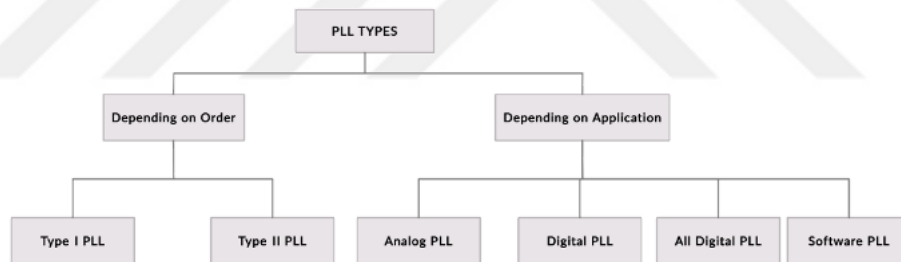 PLL TYPES
Depending on Order
Depending on Application
Type I PLL
Type II PLL
Analog PLL
Digital PLL
All Digital PLL
Software PLL